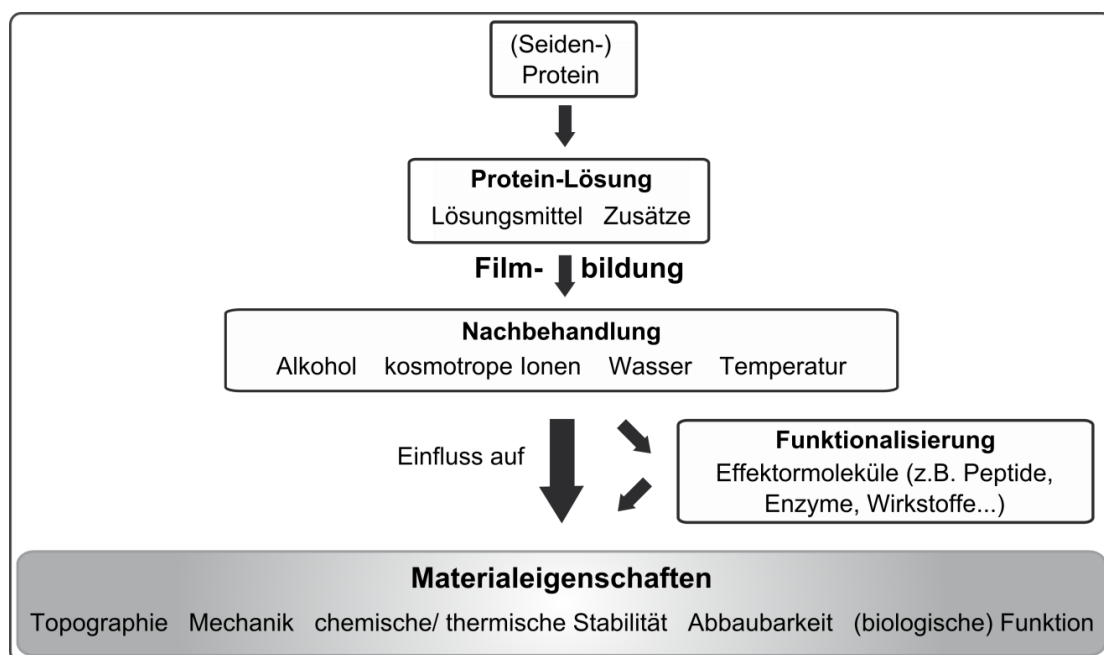 (Seiden-)
Protein
Protein-Lösung
Lösungsmittel Zusätze
Film- bildung
Nachbehandlung
Alkohol kosmotrope Ionen Wasser Temperatur
Einfluss auf
Funktionalisierung
Effektormoleküle (z.B. Peptide,
Enzyme, Wirkstoffe...)
Materialeigenschaften
Topographie Mechanik chemische/ thermische Stabilität Abbaubarkeit (biologische) Funktion